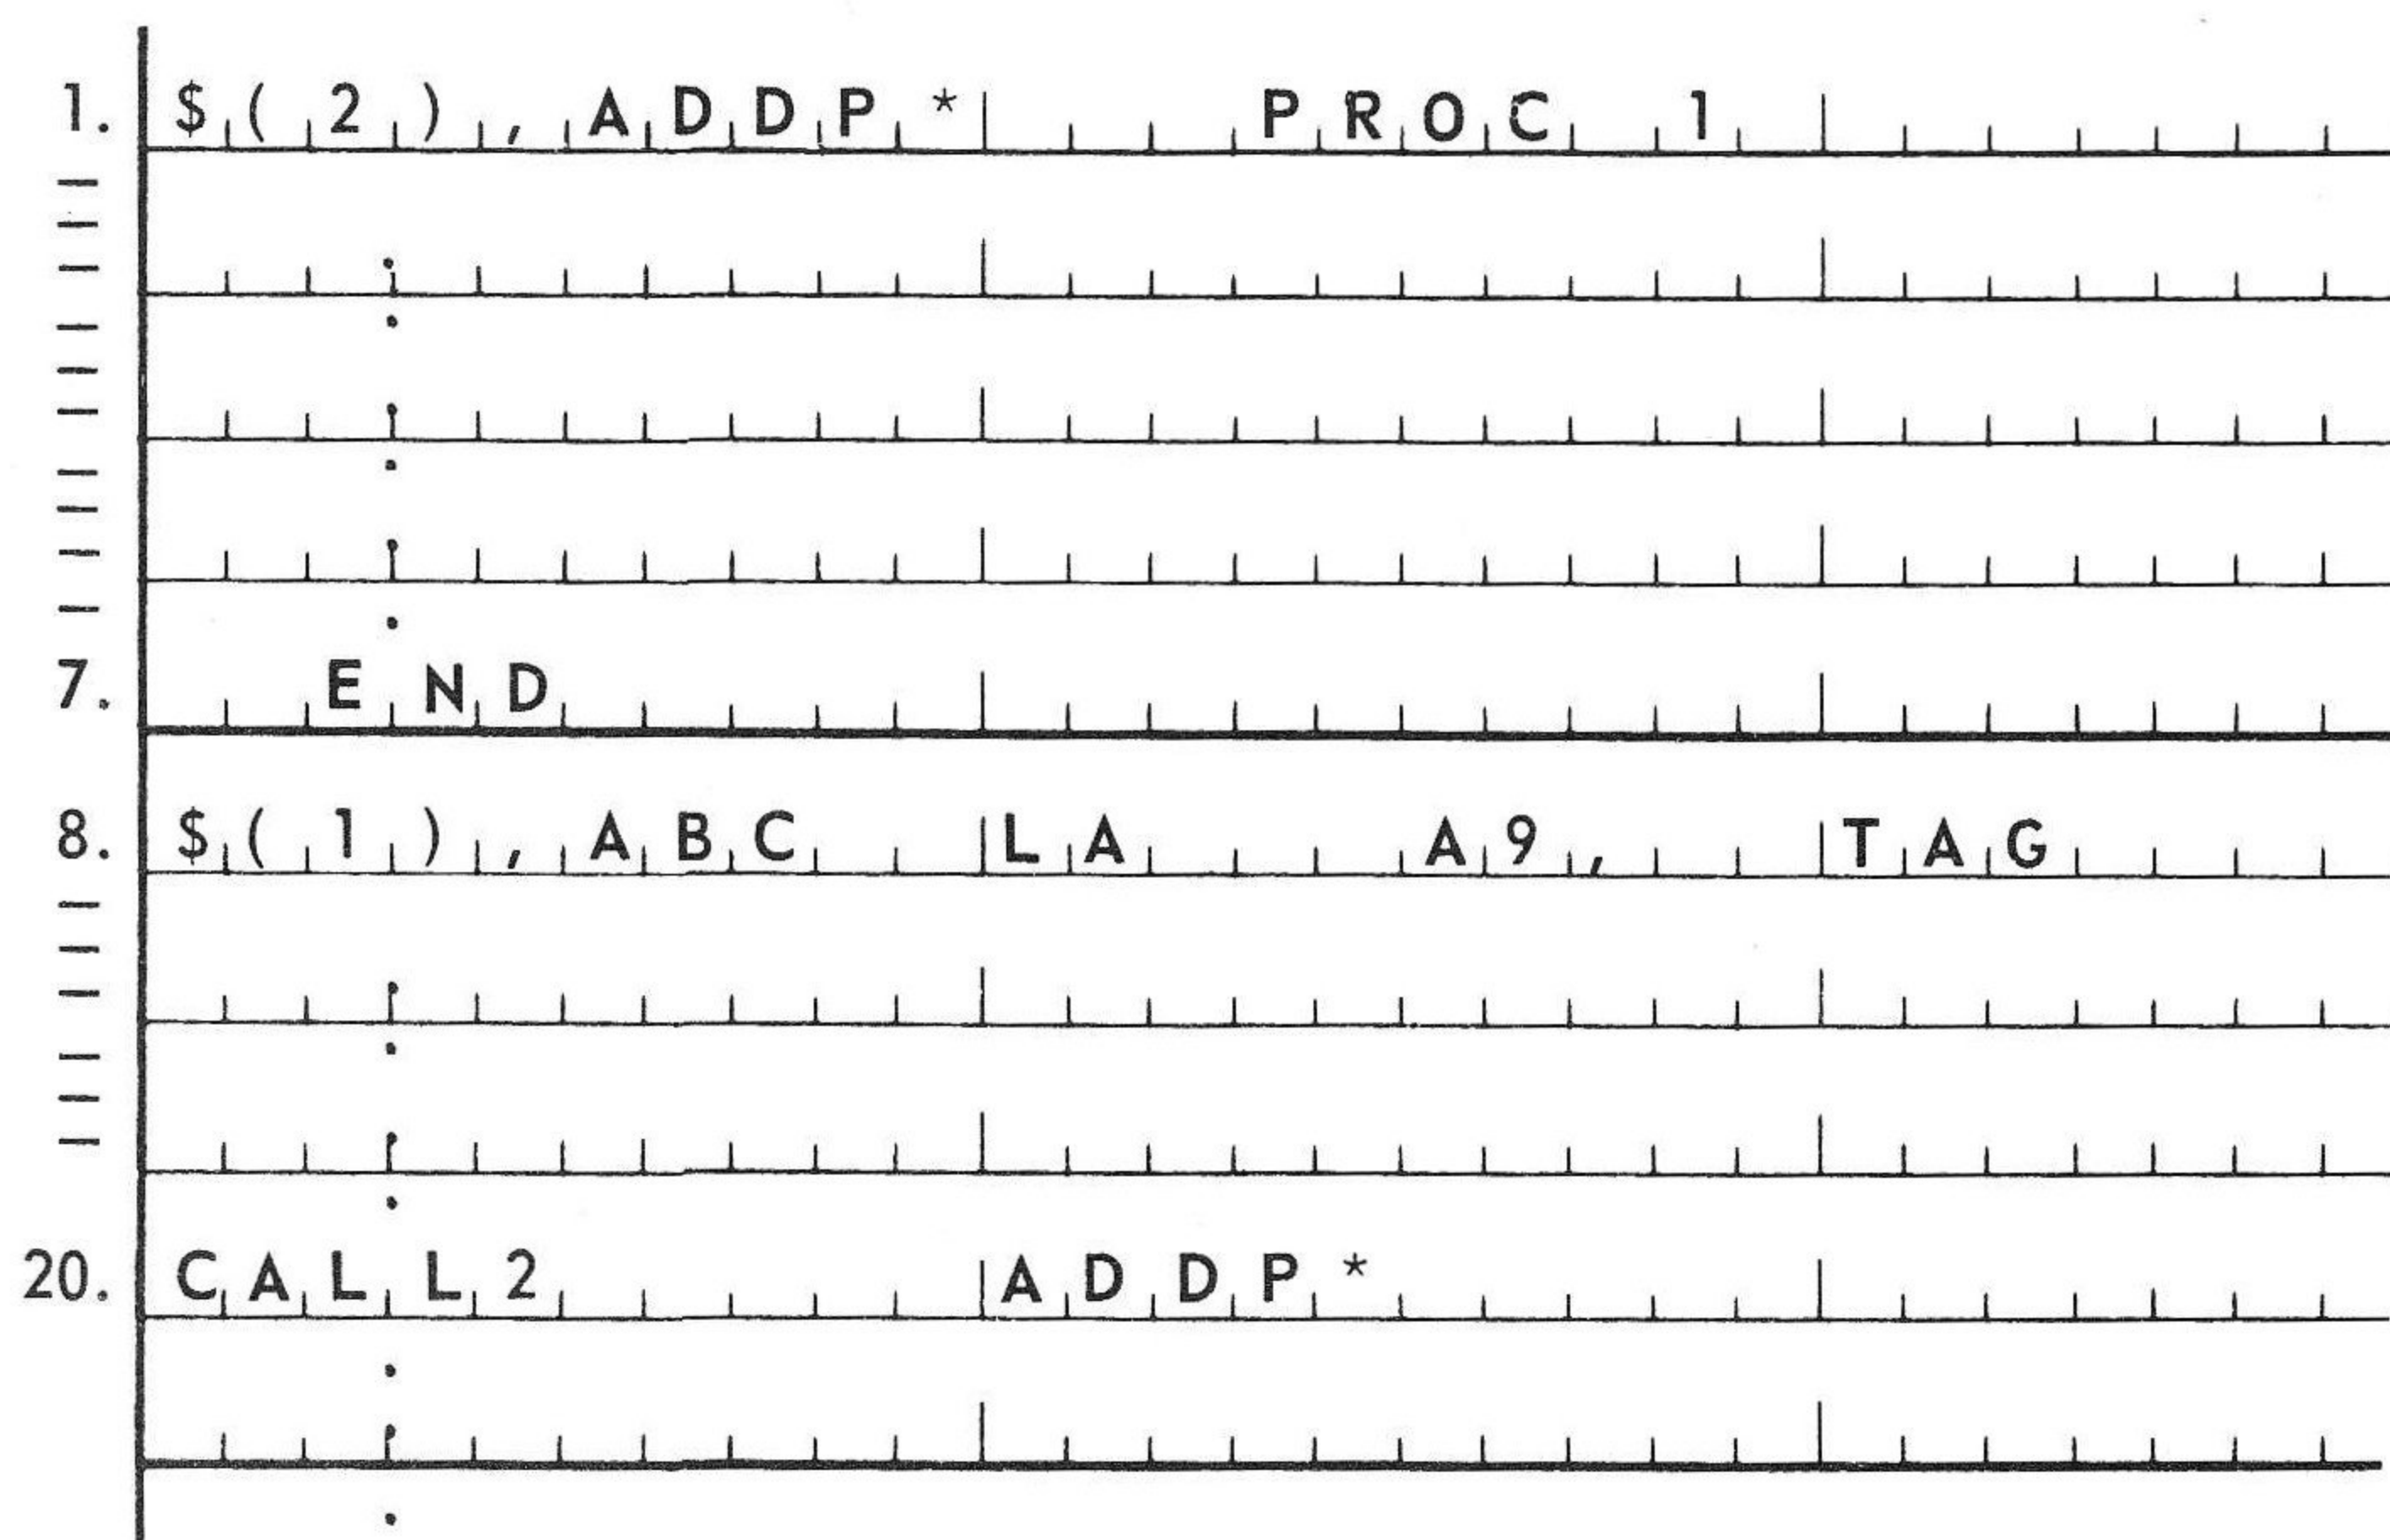 1. $(2),ADDP* PROC 1
7. END
8. $(1),ABC LA A9, TAG
20. CALL2 ADDP*